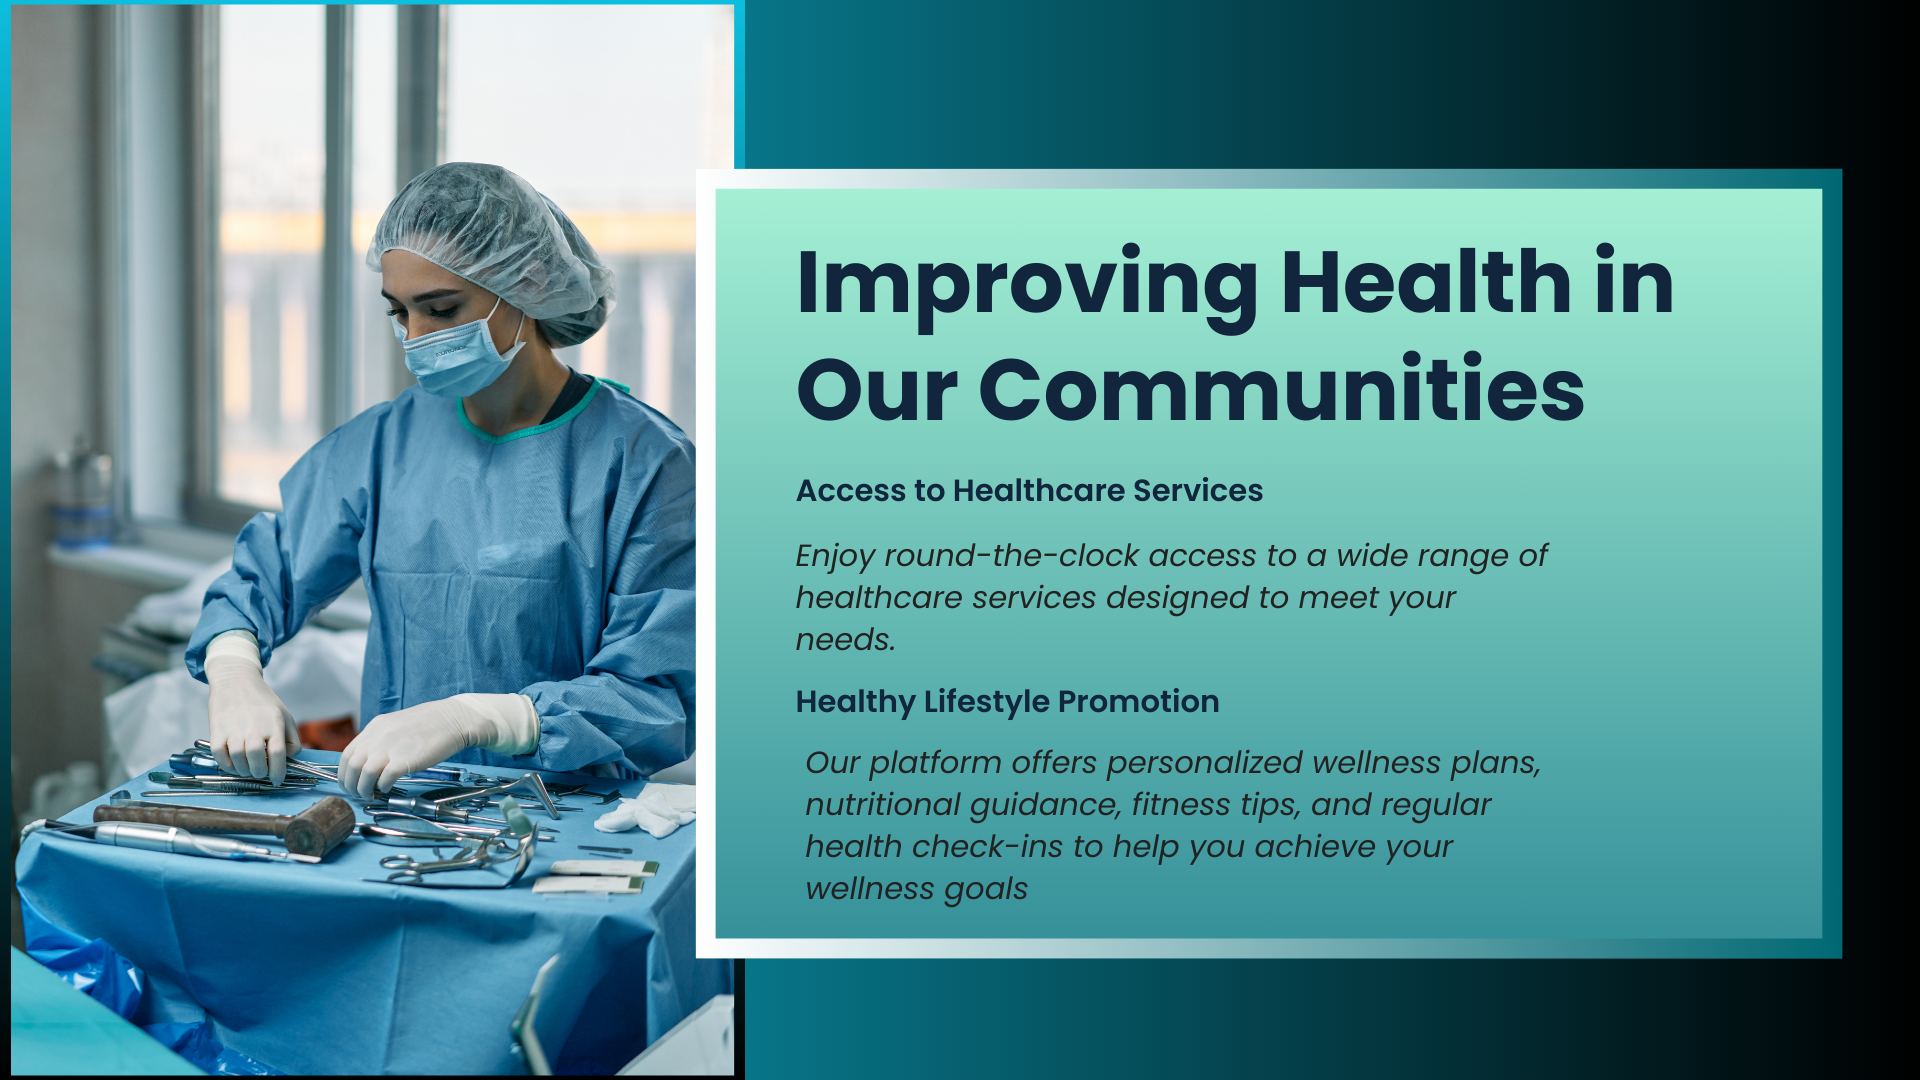 Improving Health in
Our Communities
Access to Healthcare Services
Enjoy round-the-clock access to a wide range of
healthcare services designed to meet your
needs.
Healthy Lifestyle Promotion
Our platform offers personalized wellness plans,
nutritional guidance, fitness tips, and regular
health check-ins to help you achieve your
wellness goals